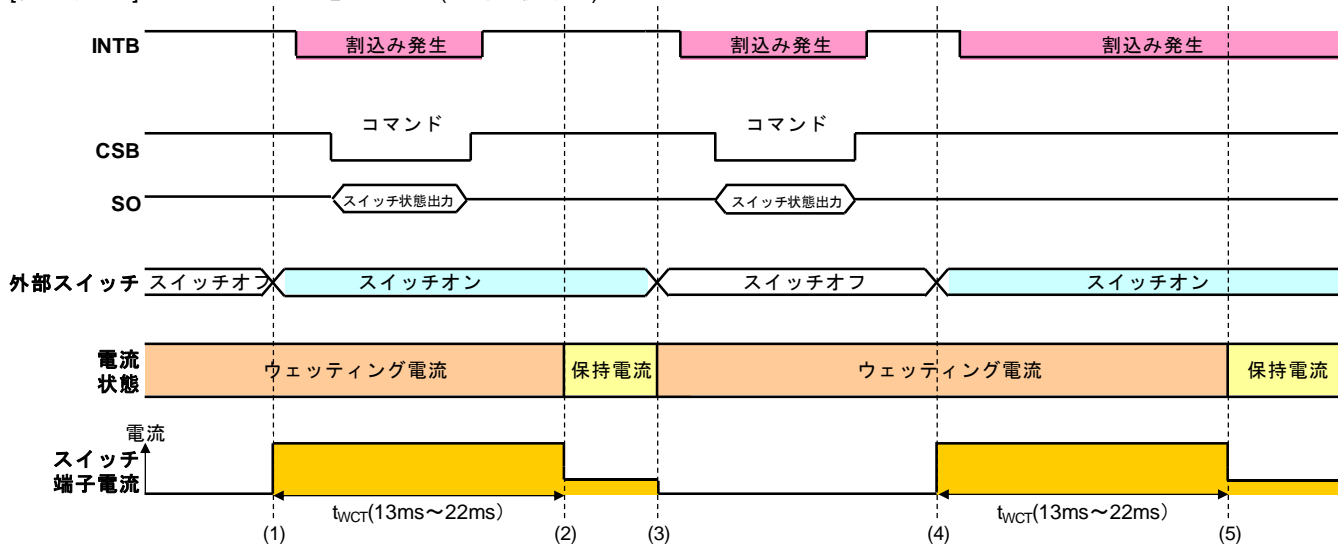 INTB
割込み発生
割込み発生
割込み発生
CSB
コマンド
コマンド
SO
スイッチ状態出力
スイッチ状態出力
外部スイッチ
スイッチオフ
スイッチオン
スイッチオフ
スイッチオン
電流
状態
ウェッティング電流
保持電流
ウェッティング電流
保持電流
電流
スイッチ
端子電流
tWCT(13ms～22ms)
tWCT(13ms～22ms)
(1)
(2)
(3)
(4)
(5)